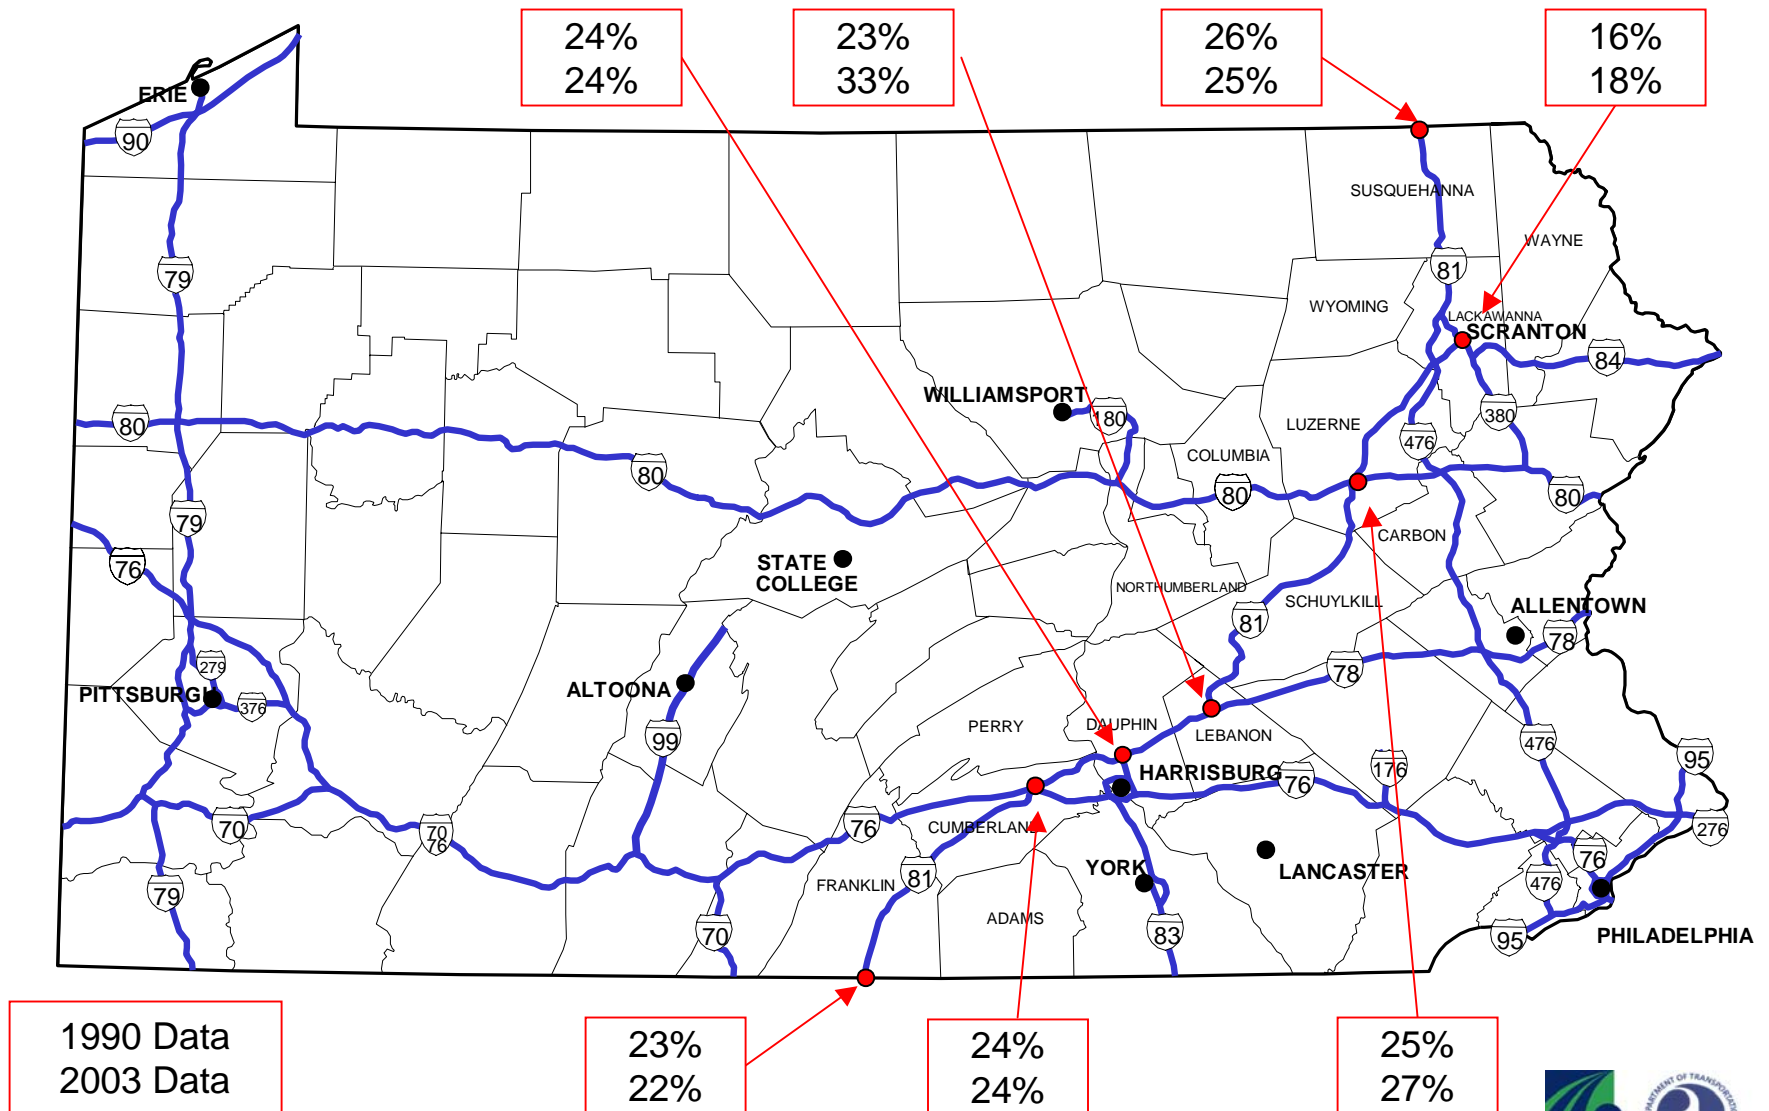 24%
24%
23%
33%
26%
25%
16%
18%
ERIE
90
SUSQUEHANNA
WAYNE
79
81
WYOMING
LACKAWANNA
SCRANTON
84
WILLIAMSPORT
180
380
80
LUZERNE
476
COLUMBIA
80
80
80
79
CARBON
76
STATE
COLLEGE
NORTHUMBERLAND
SCHUYLKILL
ALLENTOWN
81
78
279
78
PITTSBURGH
376
ALTOONA
PERRY
DAUPHIN
LEBANON
99
476
95
HARRISBURG
76
176
70
70
76
76
CUMBERLAND
276
YORK
LANCASTER
76
FRANKLIN
81
476
79
ADAMS
70
83
95
PHILADELPHIA
1990 Data
2003 Data
23%
22%
24%
24%
25%
27%